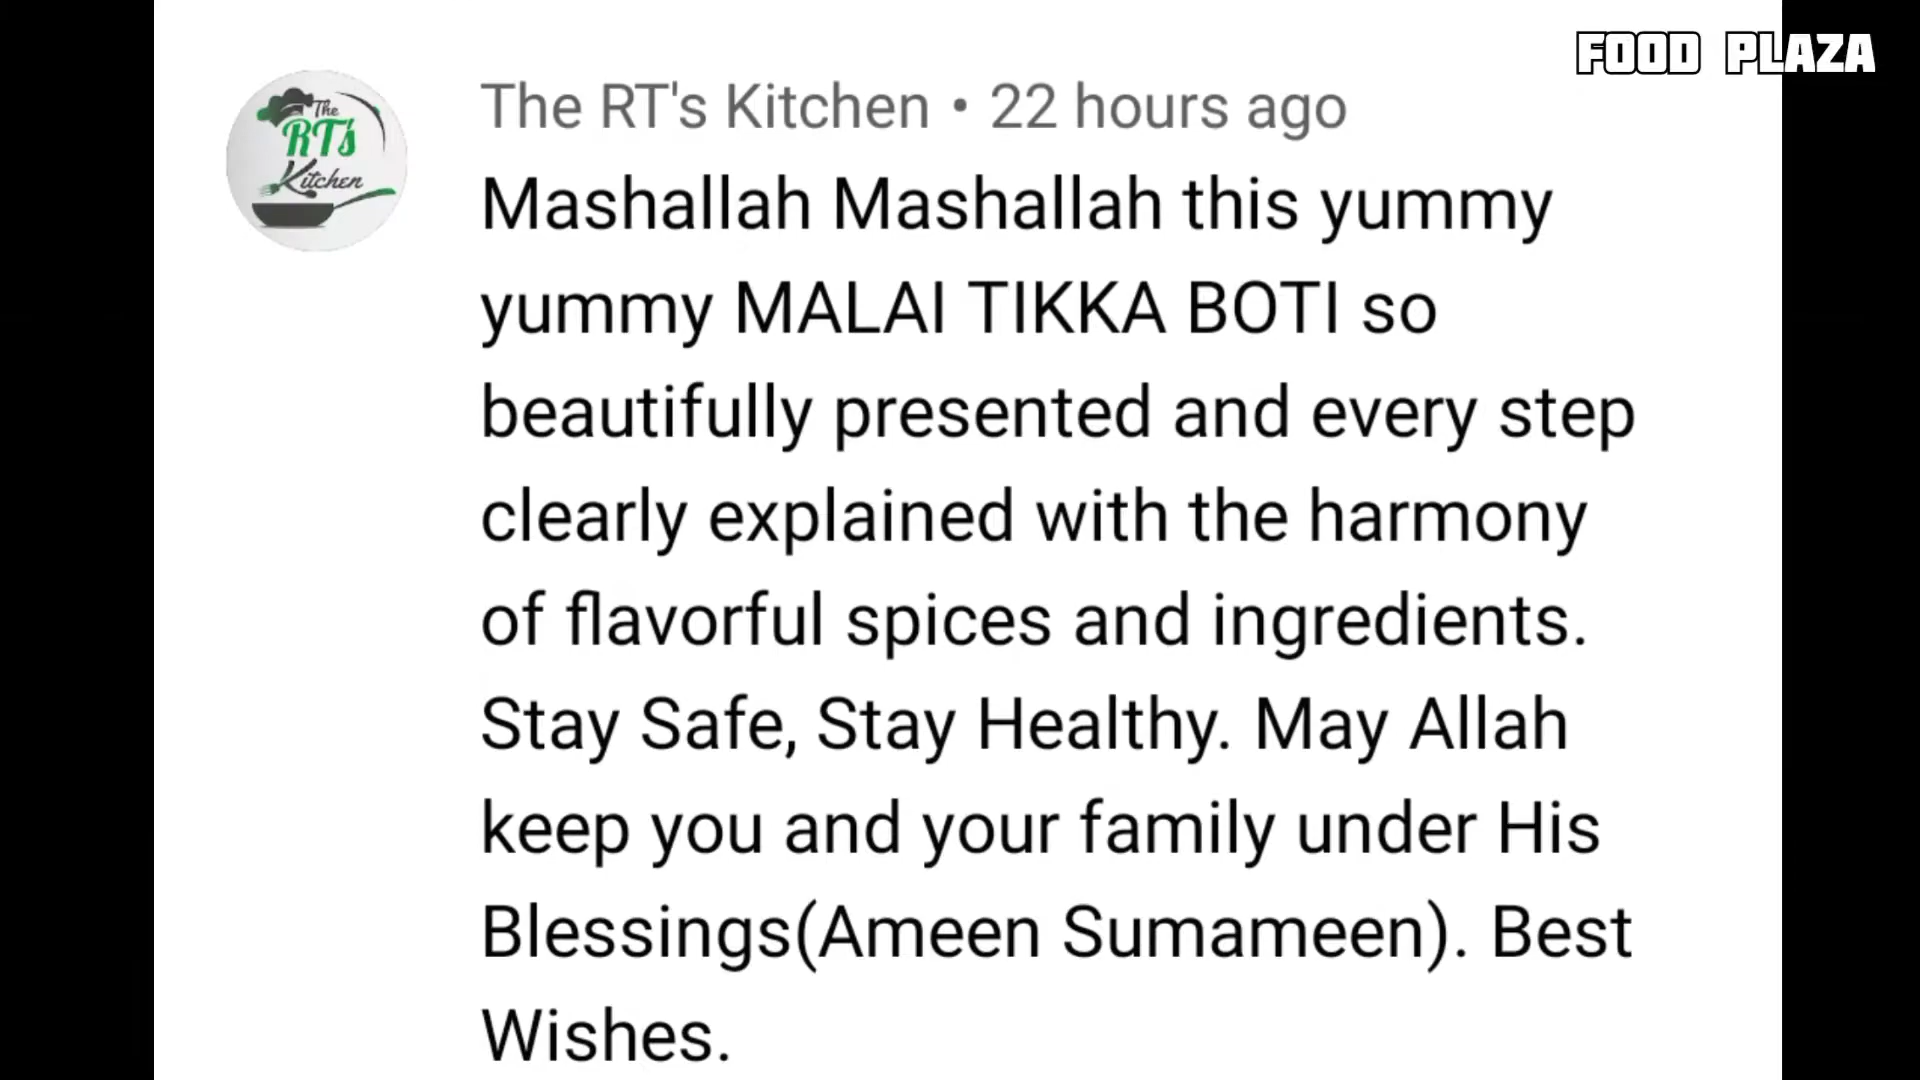 FOOD PLAZA
The RT's Kitchen • 22 hours ago
The
RT's
Kitchen
Mashallah Mashallah this yummy
yummy MALAI TIKKA BOTI so
beautifully presented and every step
clearly explained with the harmony
of flavorful spices and ingredients.
Stay Safe, Stay Healthy. May Allah
keep you and your family under His
Blessings(Ameen Sumameen). Best
Wishes.